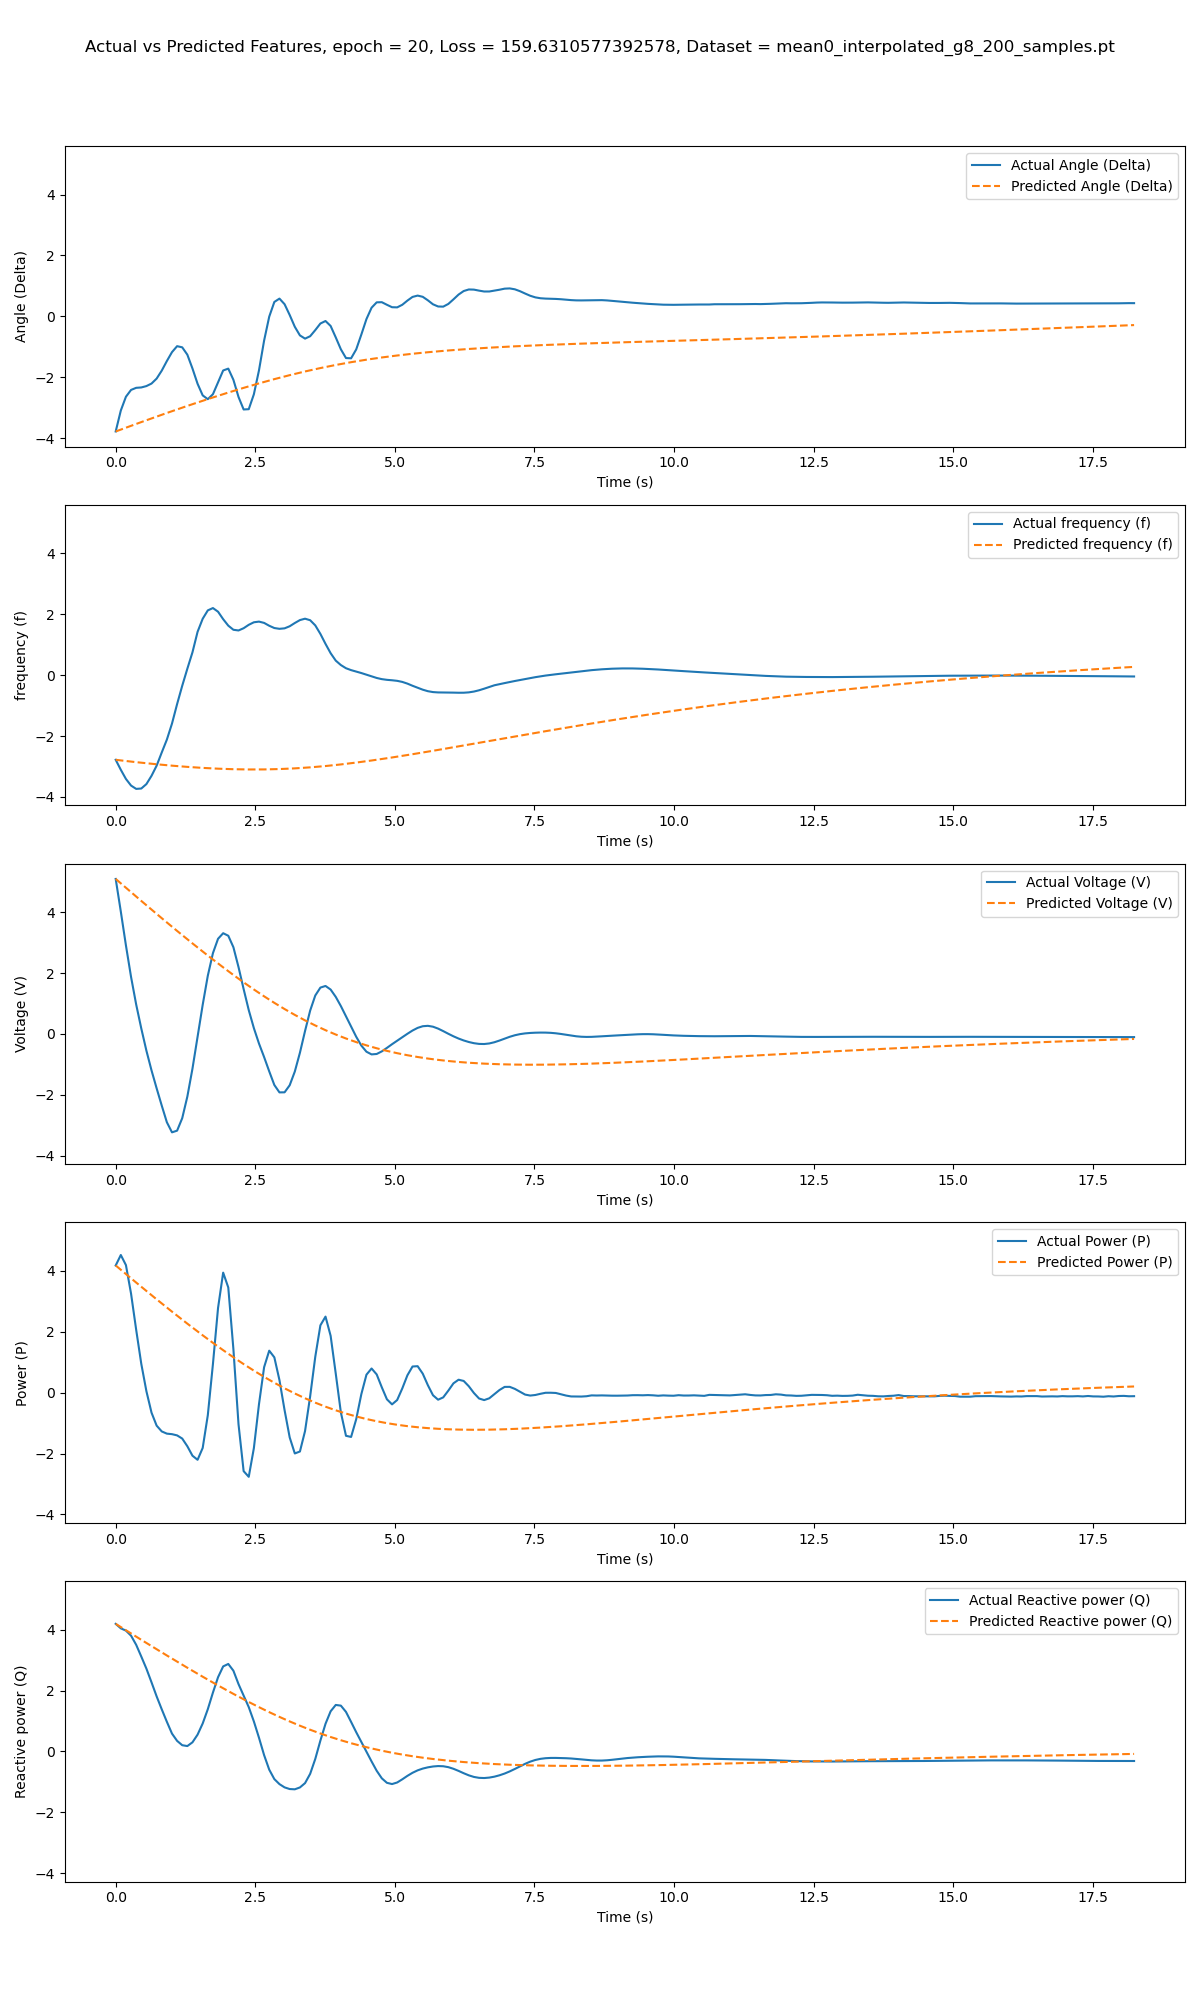 Actual vs Predicted Features, epoch = 20, Loss = 159.6310577392578, Dataset = mean0_interpolated_g8_200_samples.pt
Actual Angle (Delta)
Predicted Angle (Delta)
Angle (Delta)
4
2
0
−2
−4
0.0 2.5 5.0 7.5 10.0 12.5 15.0 17.5
Time (s)
Actual frequency (f)
Predicted frequency (f)
frequency (f)
4
2
0
−2
−4
0.0 2.5 5.0 7.5 10.0 12.5 15.0 17.5
Time (s)
Actual Voltage (V)
Predicted Voltage (V)
Voltage (V)
4
2
0
−2
−4
0.0 2.5 5.0 7.5 10.0 12.5 15.0 17.5
Time (s)
Actual Power (P)
Predicted Power (P)
Power (P)
4
2
0
−2
−4
0.0 2.5 5.0 7.5 10.0 12.5 15.0 17.5
Time (s)
Actual Reactive power (Q)
Predicted Reactive power (Q)
Reactive power (Q)
4
2
0
−2
−4
0.0 2.5 5.0 7.5 10.0 12.5 15.0 17.5
Time (s)